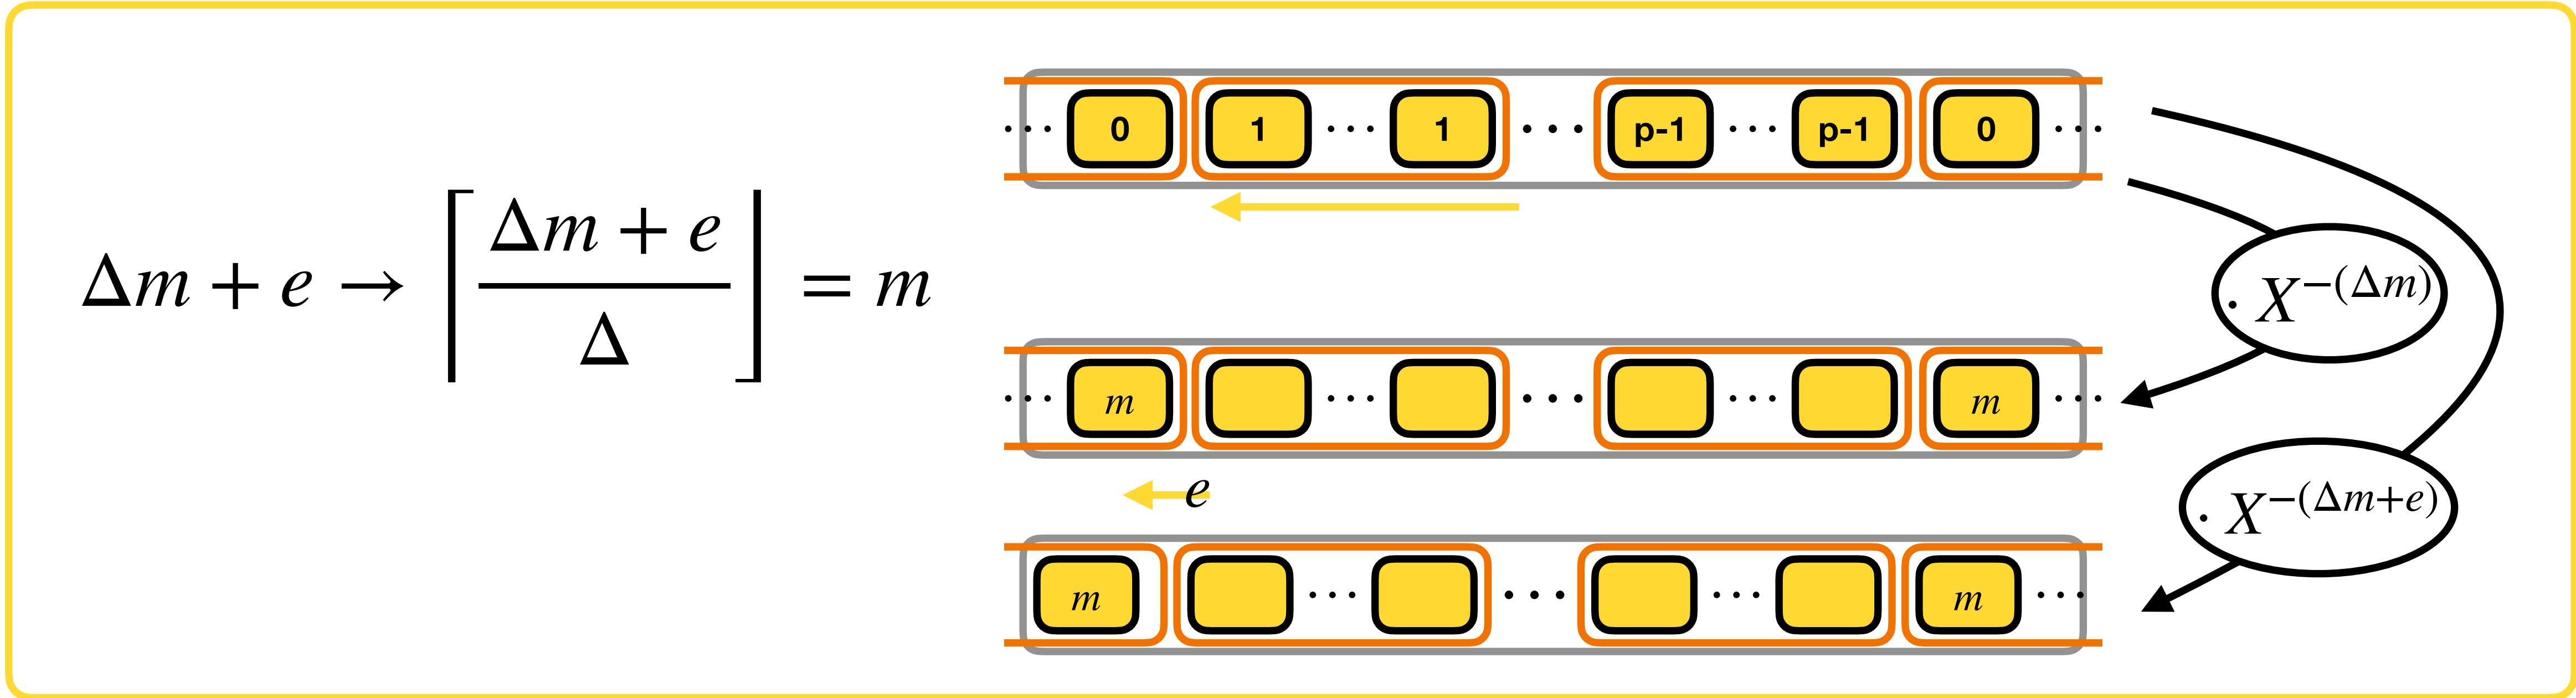 ··· 0 1 ··· 1 ··· p-1 ··· p-1 0 ···
Δm + e → ⌈(Δm + e)/Δ⌋ = m
· X^−(Δm)
··· m ··· ··· ··· m ···
e
· X^−(Δm+e)
m ··· ··· ··· m ···